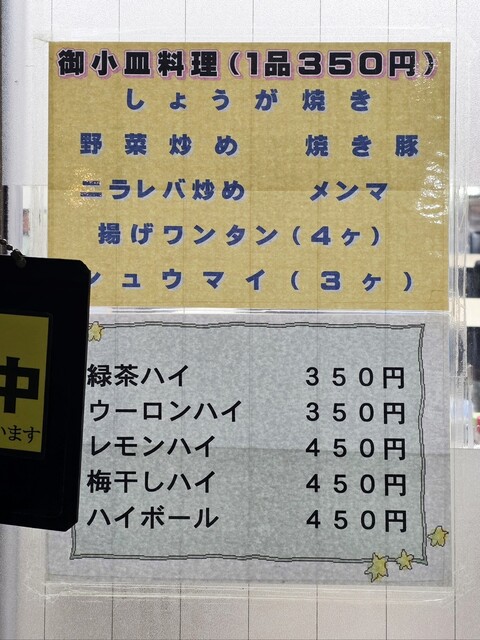 御小皿料理(1品350円)
しょうが焼き
野菜炒め 焼き豚
ニラレバ炒め メンマ
揚げワンタン(4ヶ)
シュウマイ(3ヶ)
緑茶ハイ 350円
ウーロンハイ 350円
レモンハイ 450円
梅干しハイ 450円
ハイボール 450円
中
います